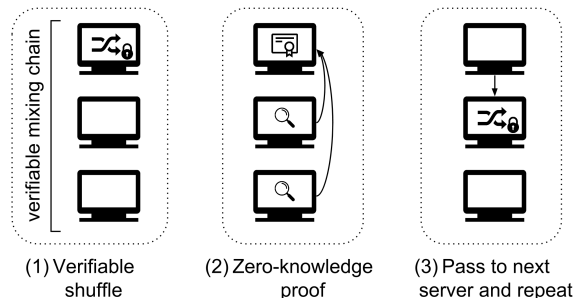 verifiable mixing chain
(1) Verifiable
shuffle
(2) Zero-knowledge
proof
(3) Pass to next
server and repeat